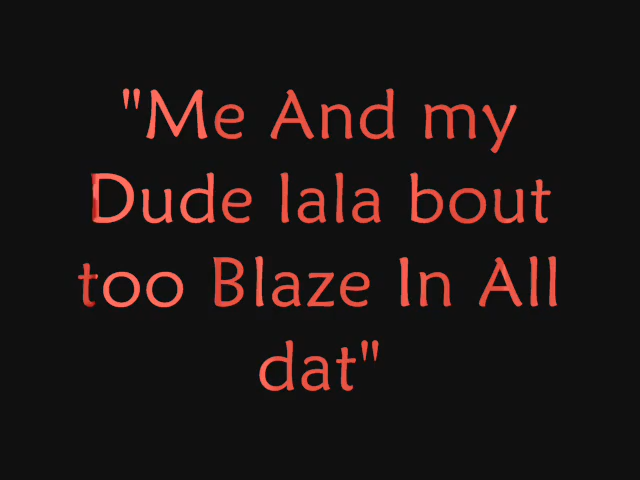 "Me And my
Dude lala bout
too Blaze In All
dat"